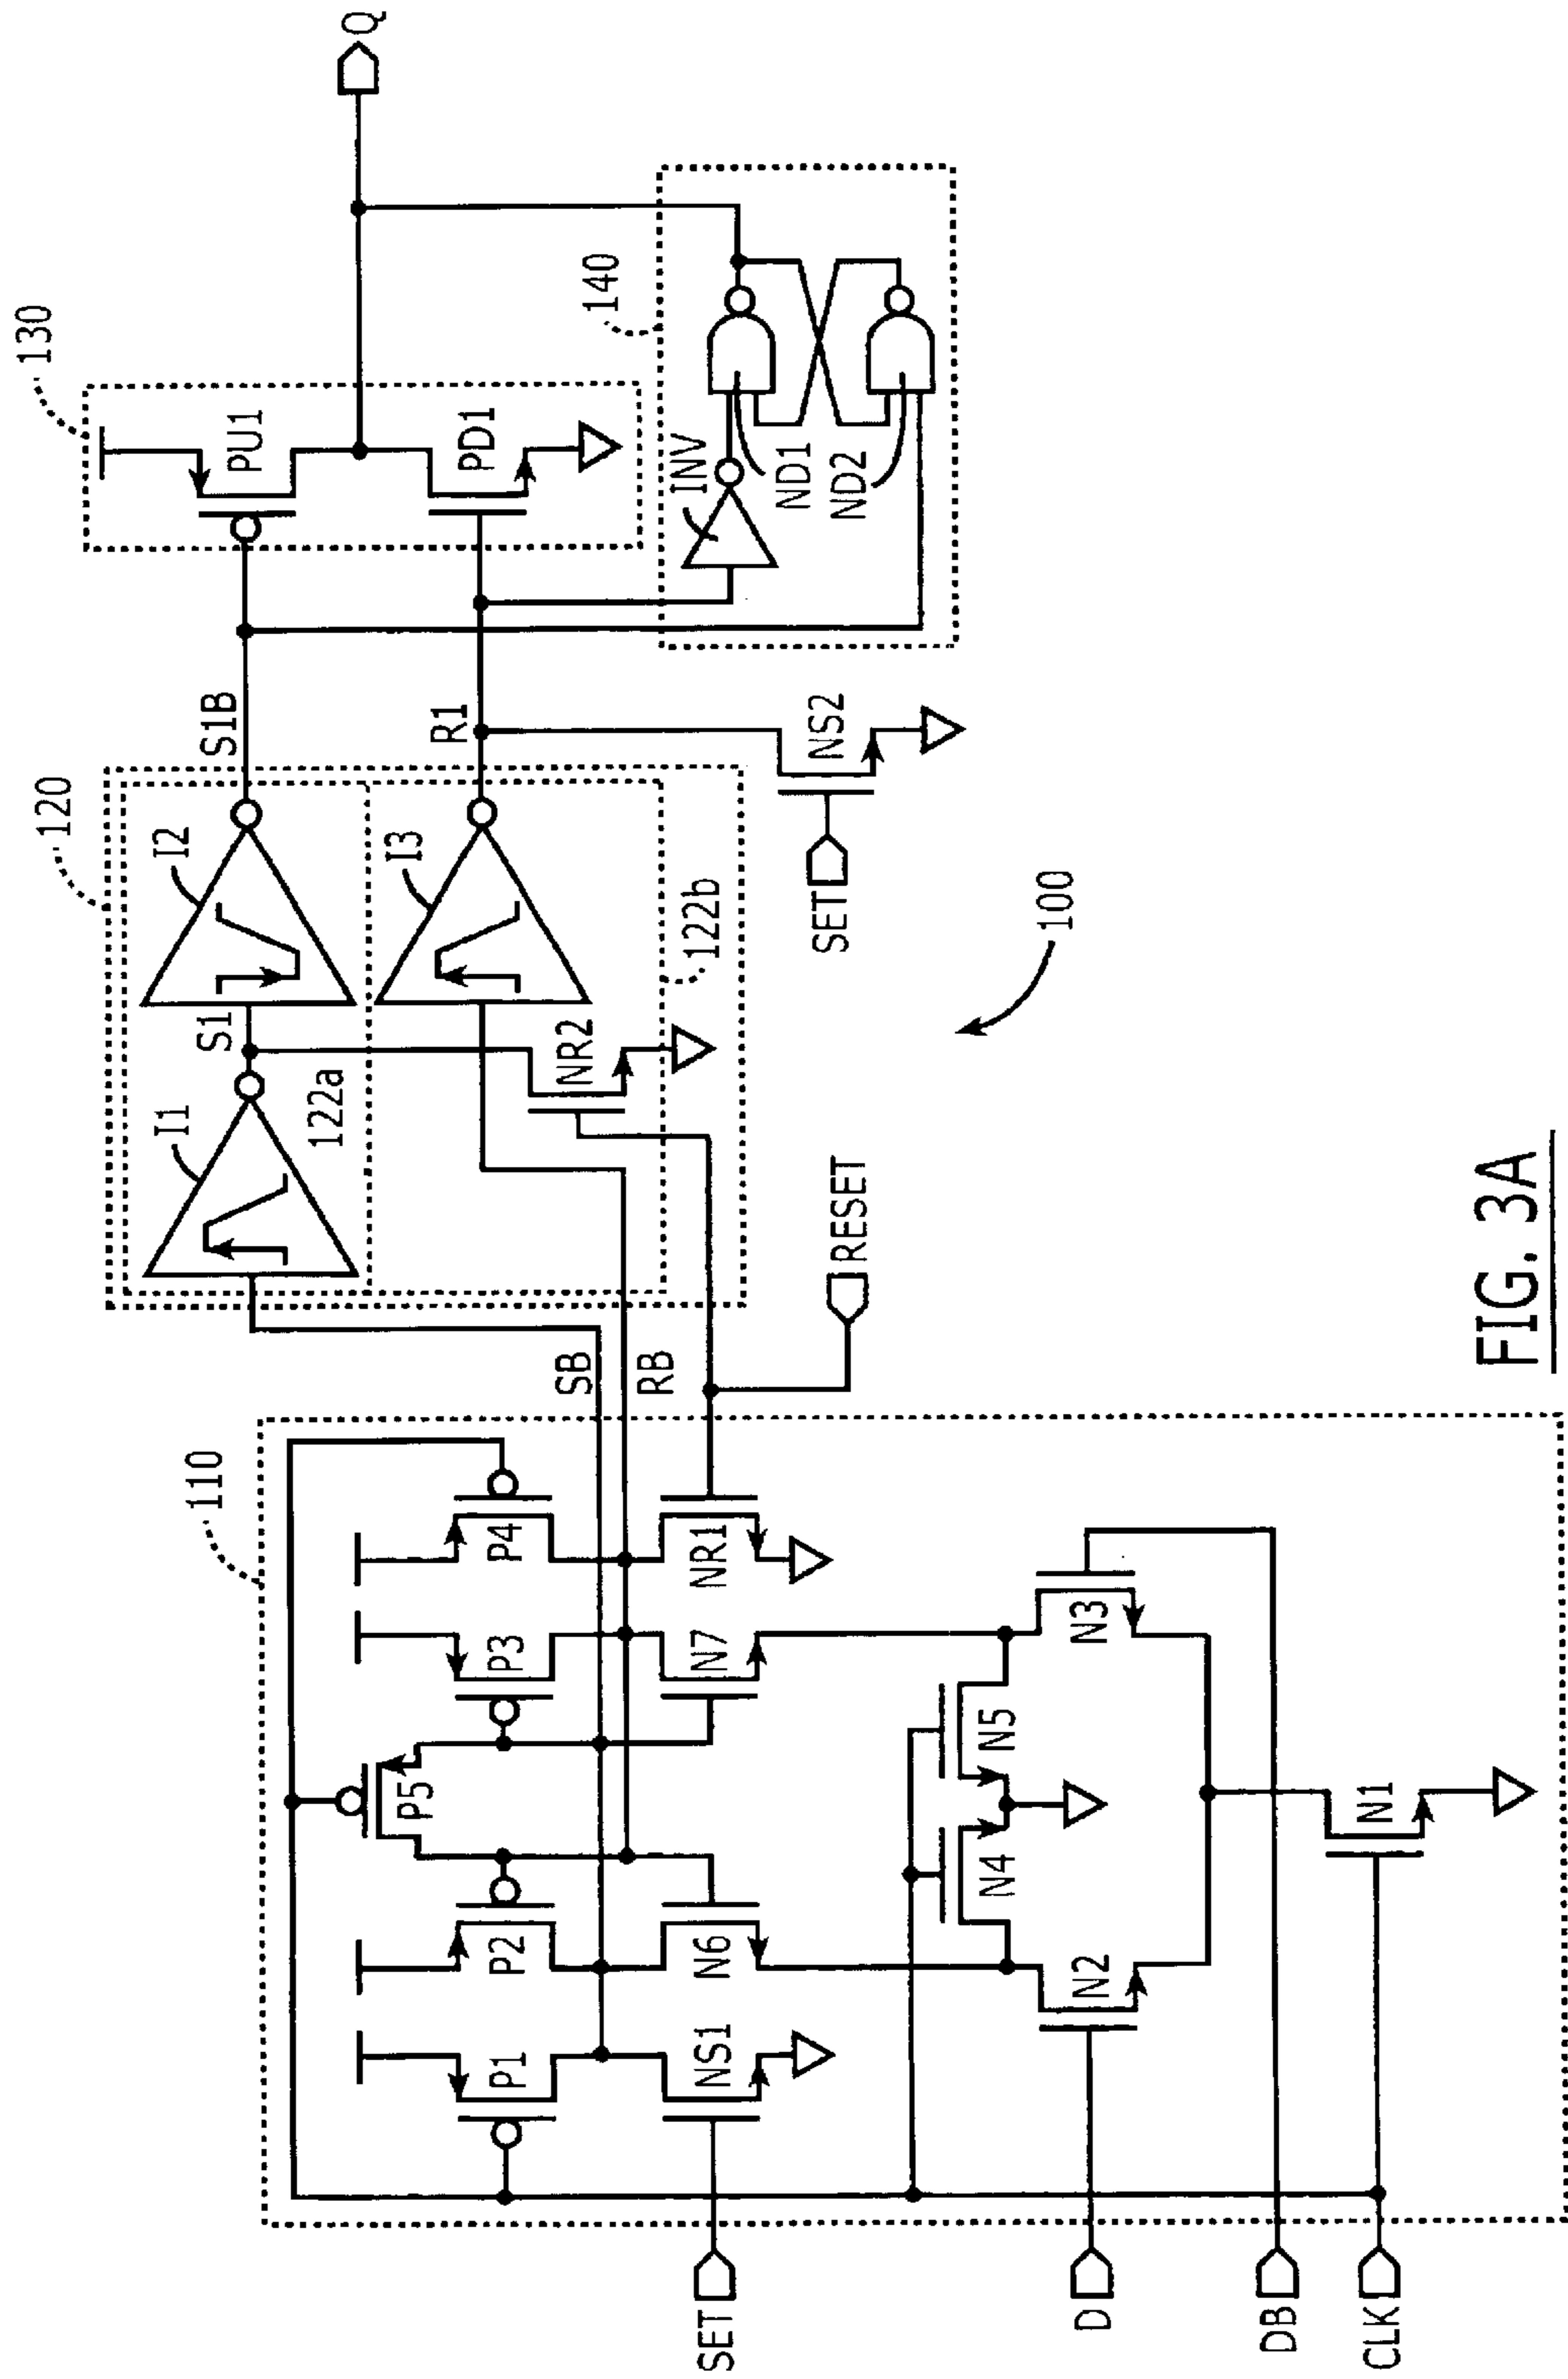 110
120
130
140
P5
P1
P2
P3
P4
SET
NS1
N6
N7
NR1
SB
RB
I1
122a
S1
I2
I3
NR2
122b
S1B
R1
PU1
PD1
Q
INV
ND1
ND2
SET
NS2
RESET
100
N4
N5
D
N2
N3
DB
CLK
N1
FIG. 3A